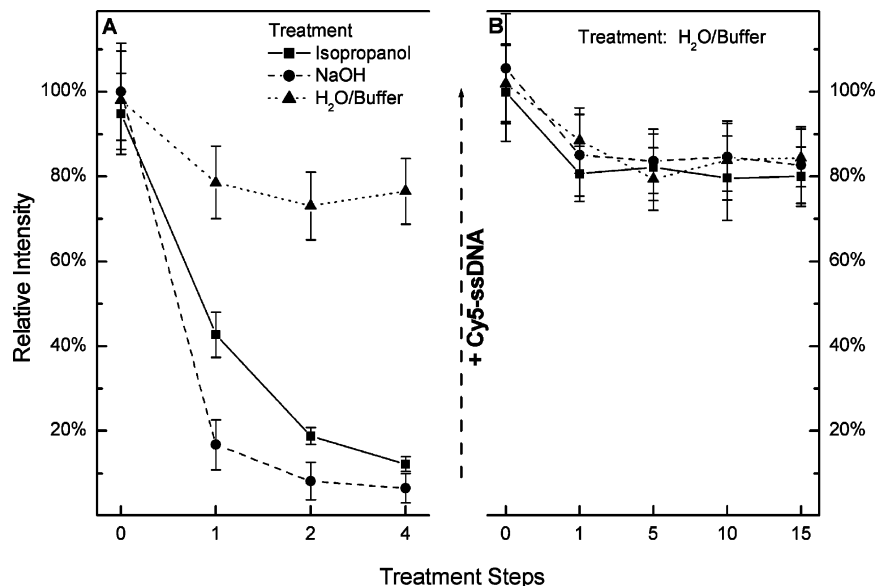 A
Treatment
Isopropanol
NaOH
H₂O/Buffer
100%
80%
60%
40%
20%
Relative Intensity
0 1 2 4
+ Cy5-ssDNA
B
Treatment: H₂O/Buffer
100%
80%
60%
40%
20%
0 1 5 10 15
Treatment Steps